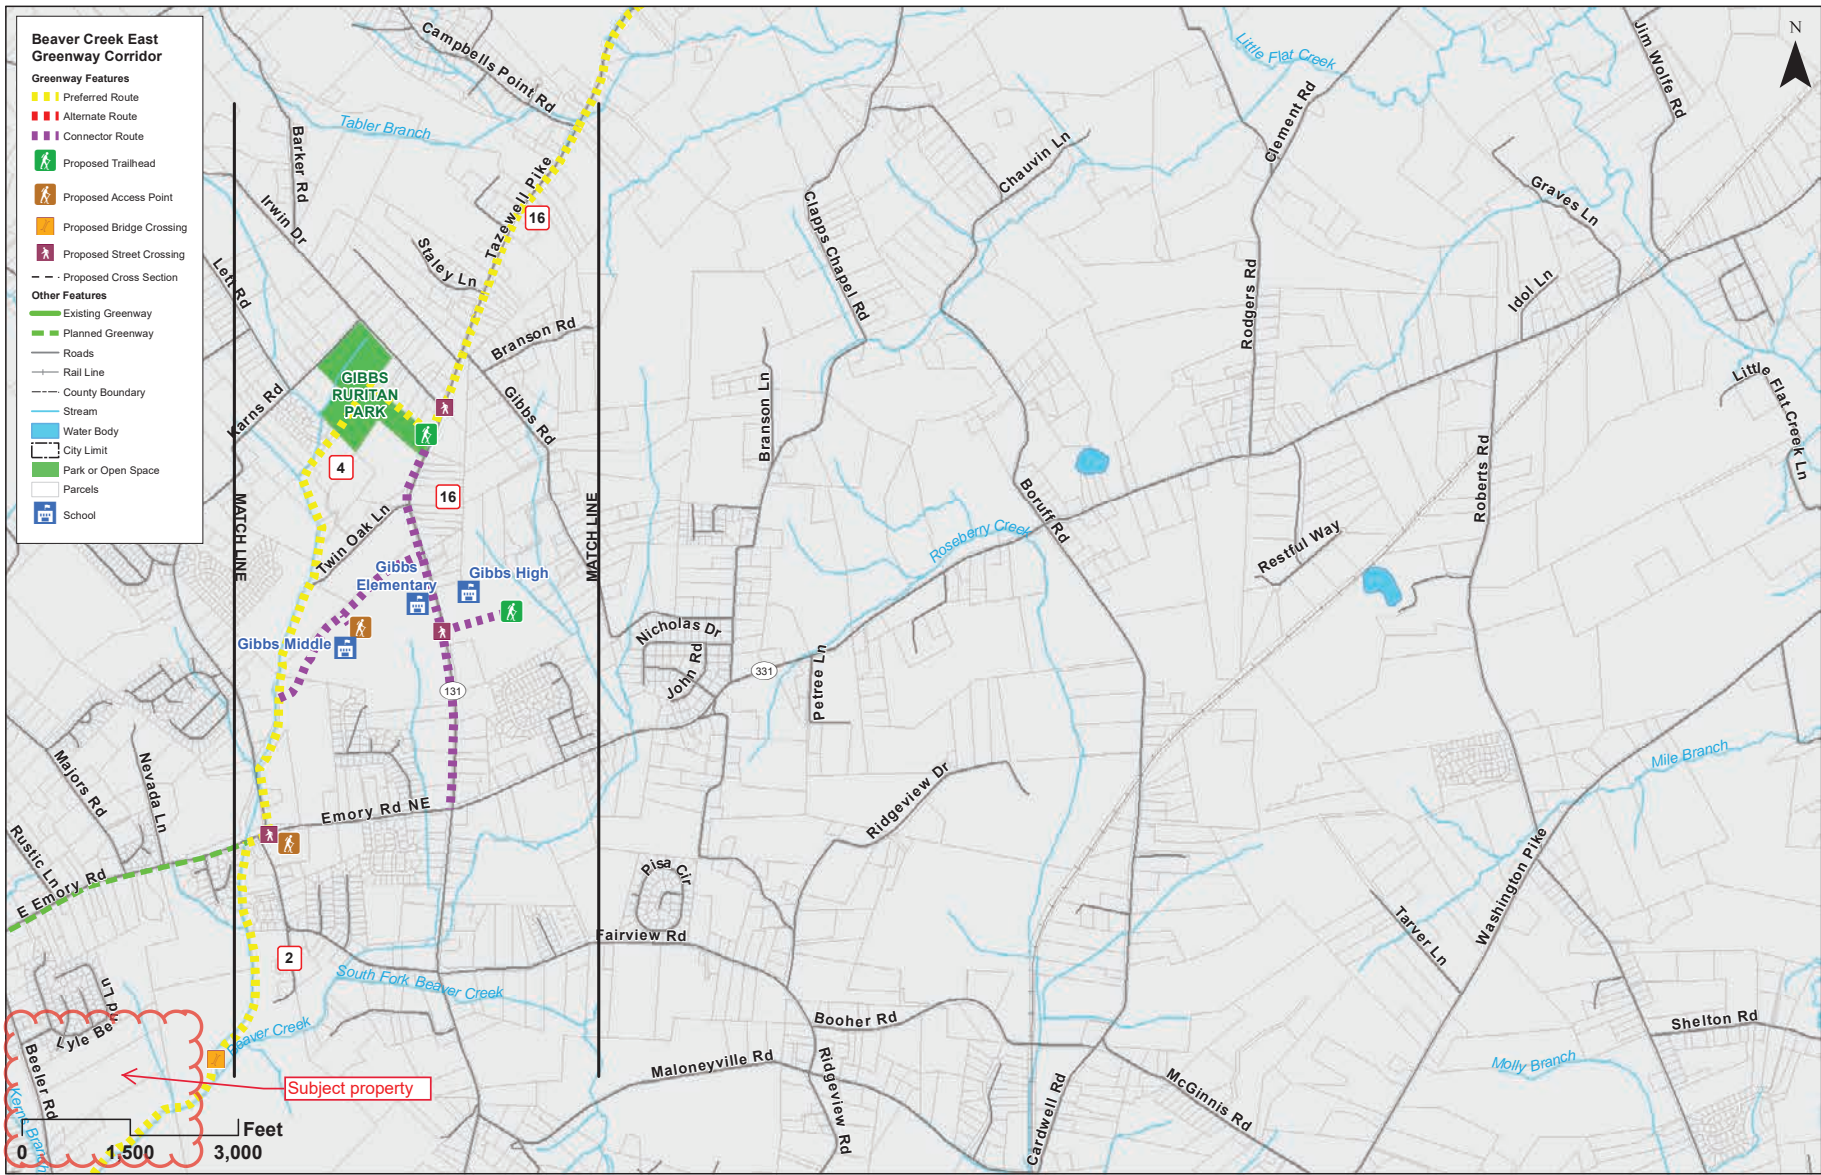 Beaver Creek East
Greenway Corridor
Greenway Features
Preferred Route
Alternate Route
Connector Route
Proposed Trailhead
Proposed Access Point
Proposed Bridge Crossing
Proposed Street Crossing
Proposed Cross Section
Other Features
Existing Greenway
Planned Greenway
Roads
Rail Line
County Boundary
Stream
Water Body
City Limit
Park or Open Space
Parcels
School
N
Campbells Point Rd
Tabler Branch
Barker Rd
Irwin Dr
Lett Rd
Tazewell Pike
16
Staley Ln
Branson Rd
Karns Rd
GIBBS
RURITAN
PARK
Gibbs Rd
4
16
MATCH LINE
MATCH LINE
Twin Oak Ln
Gibbs
Elementary
Gibbs High
Gibbs Middle
131
Emory Rd NE
Majors Rd
Nevada Ln
Rustic Ln
E Emory Rd
2
South Fork Beaver Creek
Beaver Creek
Lyle Be
nd Ln
Beeler Rd
Kerns Branch
Subject property
0
1,500
3,000
Feet
Little Flat Creek
Jim Wolfe Rd
Clement Rd
Chauvin Ln
Graves Ln
Clapps Chapel Rd
Rodgers Rd
Idol Ln
Little Flat Creek Ln
Branson Ln
Roberts Rd
Boruff Rd
Roseberry Creek
Restful Way
Nicholas Dr
John Rd
331
Petree Ln
Mile Branch
Ridgeview Dr
Pisa Cir
Washington Pike
Tarver Ln
Fairview Rd
Booher Rd
Shelton Rd
Maloneyville Rd
Ridgeview Rd
Molly Branch
McGinnis Rd
Cardwell Rd